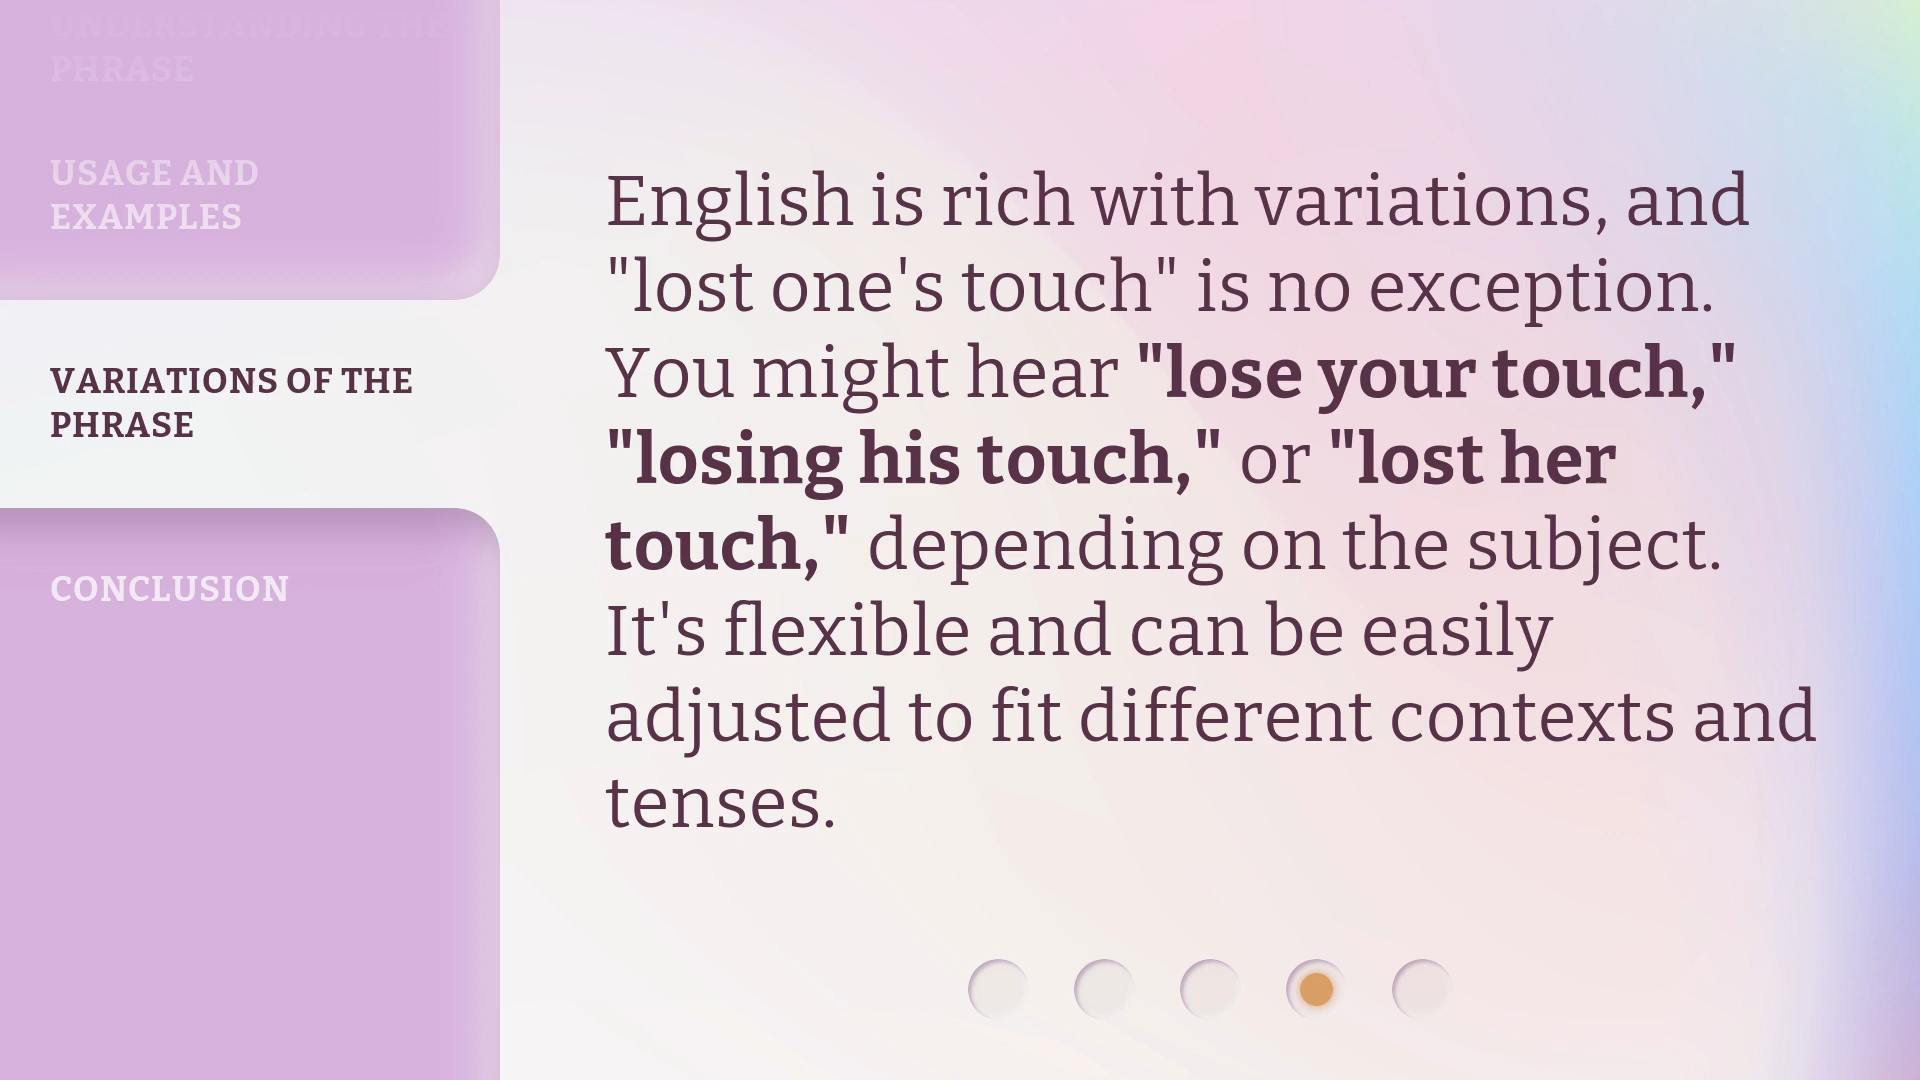 UNDERSTANDING THE
PHRASE
USAGE AND
EXAMPLES
VARIATIONS OF THE
PHRASE
CONCLUSION
English is rich with variations, and
"lost one's touch" is no exception.
You might hear "lose your touch,"
"losing his touch," or "lost her
touch," depending on the subject.
It's flexible and can be easily
adjusted to fit different contexts and
tenses.